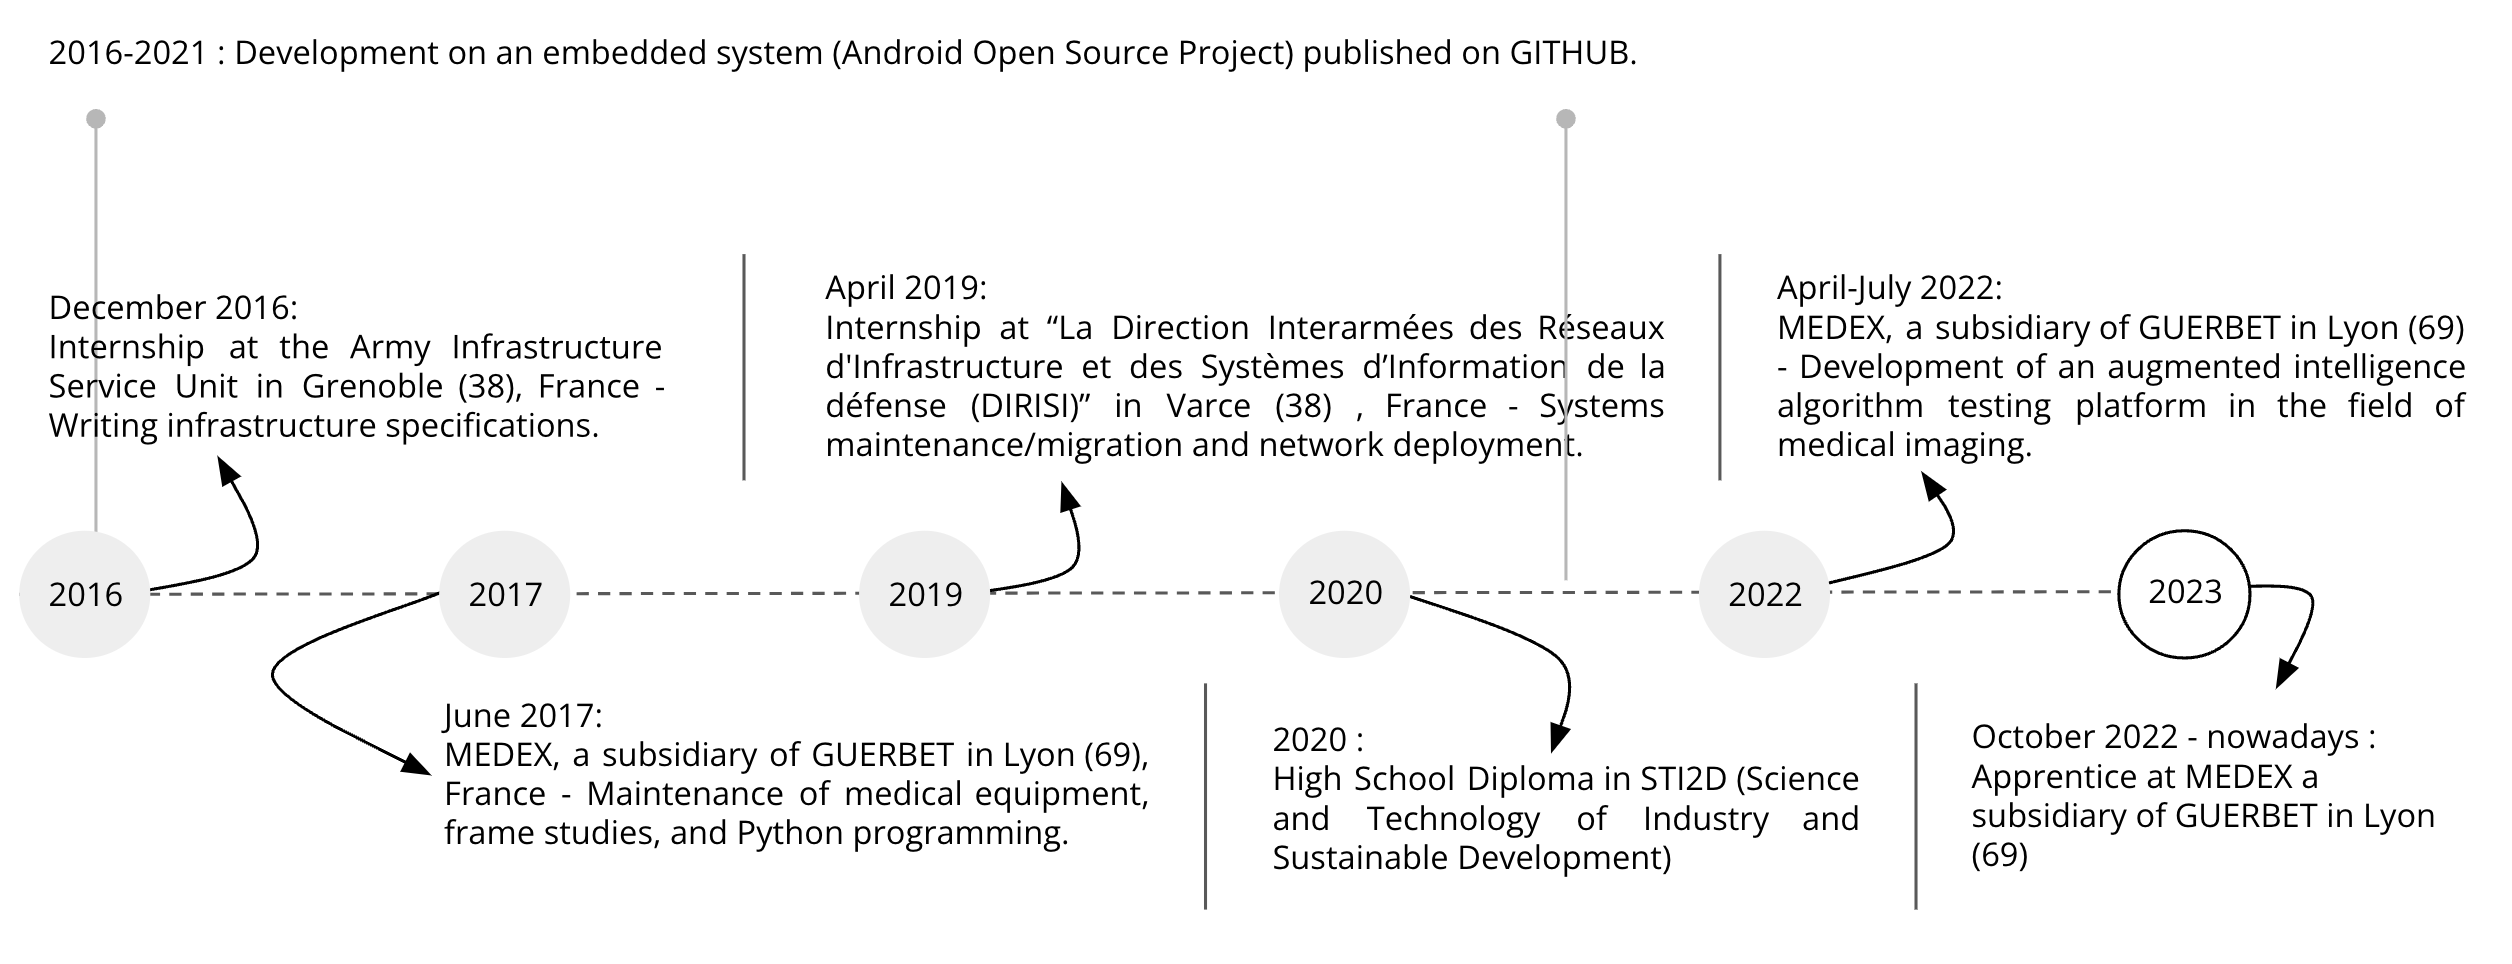 2016-2021 : Development on an embedded system (Android Open Source Project) published on GITHUB.
December 2016:
Internship at the Army Infrastructure
Service Unit in Grenoble (38), France -
Writing infrastructure specifications.
April 2019:
Internship at “La Direction Interarmées des Réseaux
d'Infrastructure et des Systèmes d’Information de la
défense (DIRISI)” in Varce (38) , France - Systems
maintenance/migration and network deployment.
April-July 2022:
MEDEX, a subsidiary of GUERBET in Lyon (69)
- Development of an augmented intelligence
algorithm testing platform in the field of
medical imaging.
2016
2017
2019
2020
2022
2023
June 2017:
MEDEX, a subsidiary of GUERBET in Lyon (69),
France - Maintenance of medical equipment,
frame studies, and Python programming.
2020 :
High School Diploma in STI2D (Science
and Technology of Industry and
Sustainable Development)
October 2022 - nowadays :
Apprentice at MEDEX a
subsidiary of GUERBET in Lyon
(69)